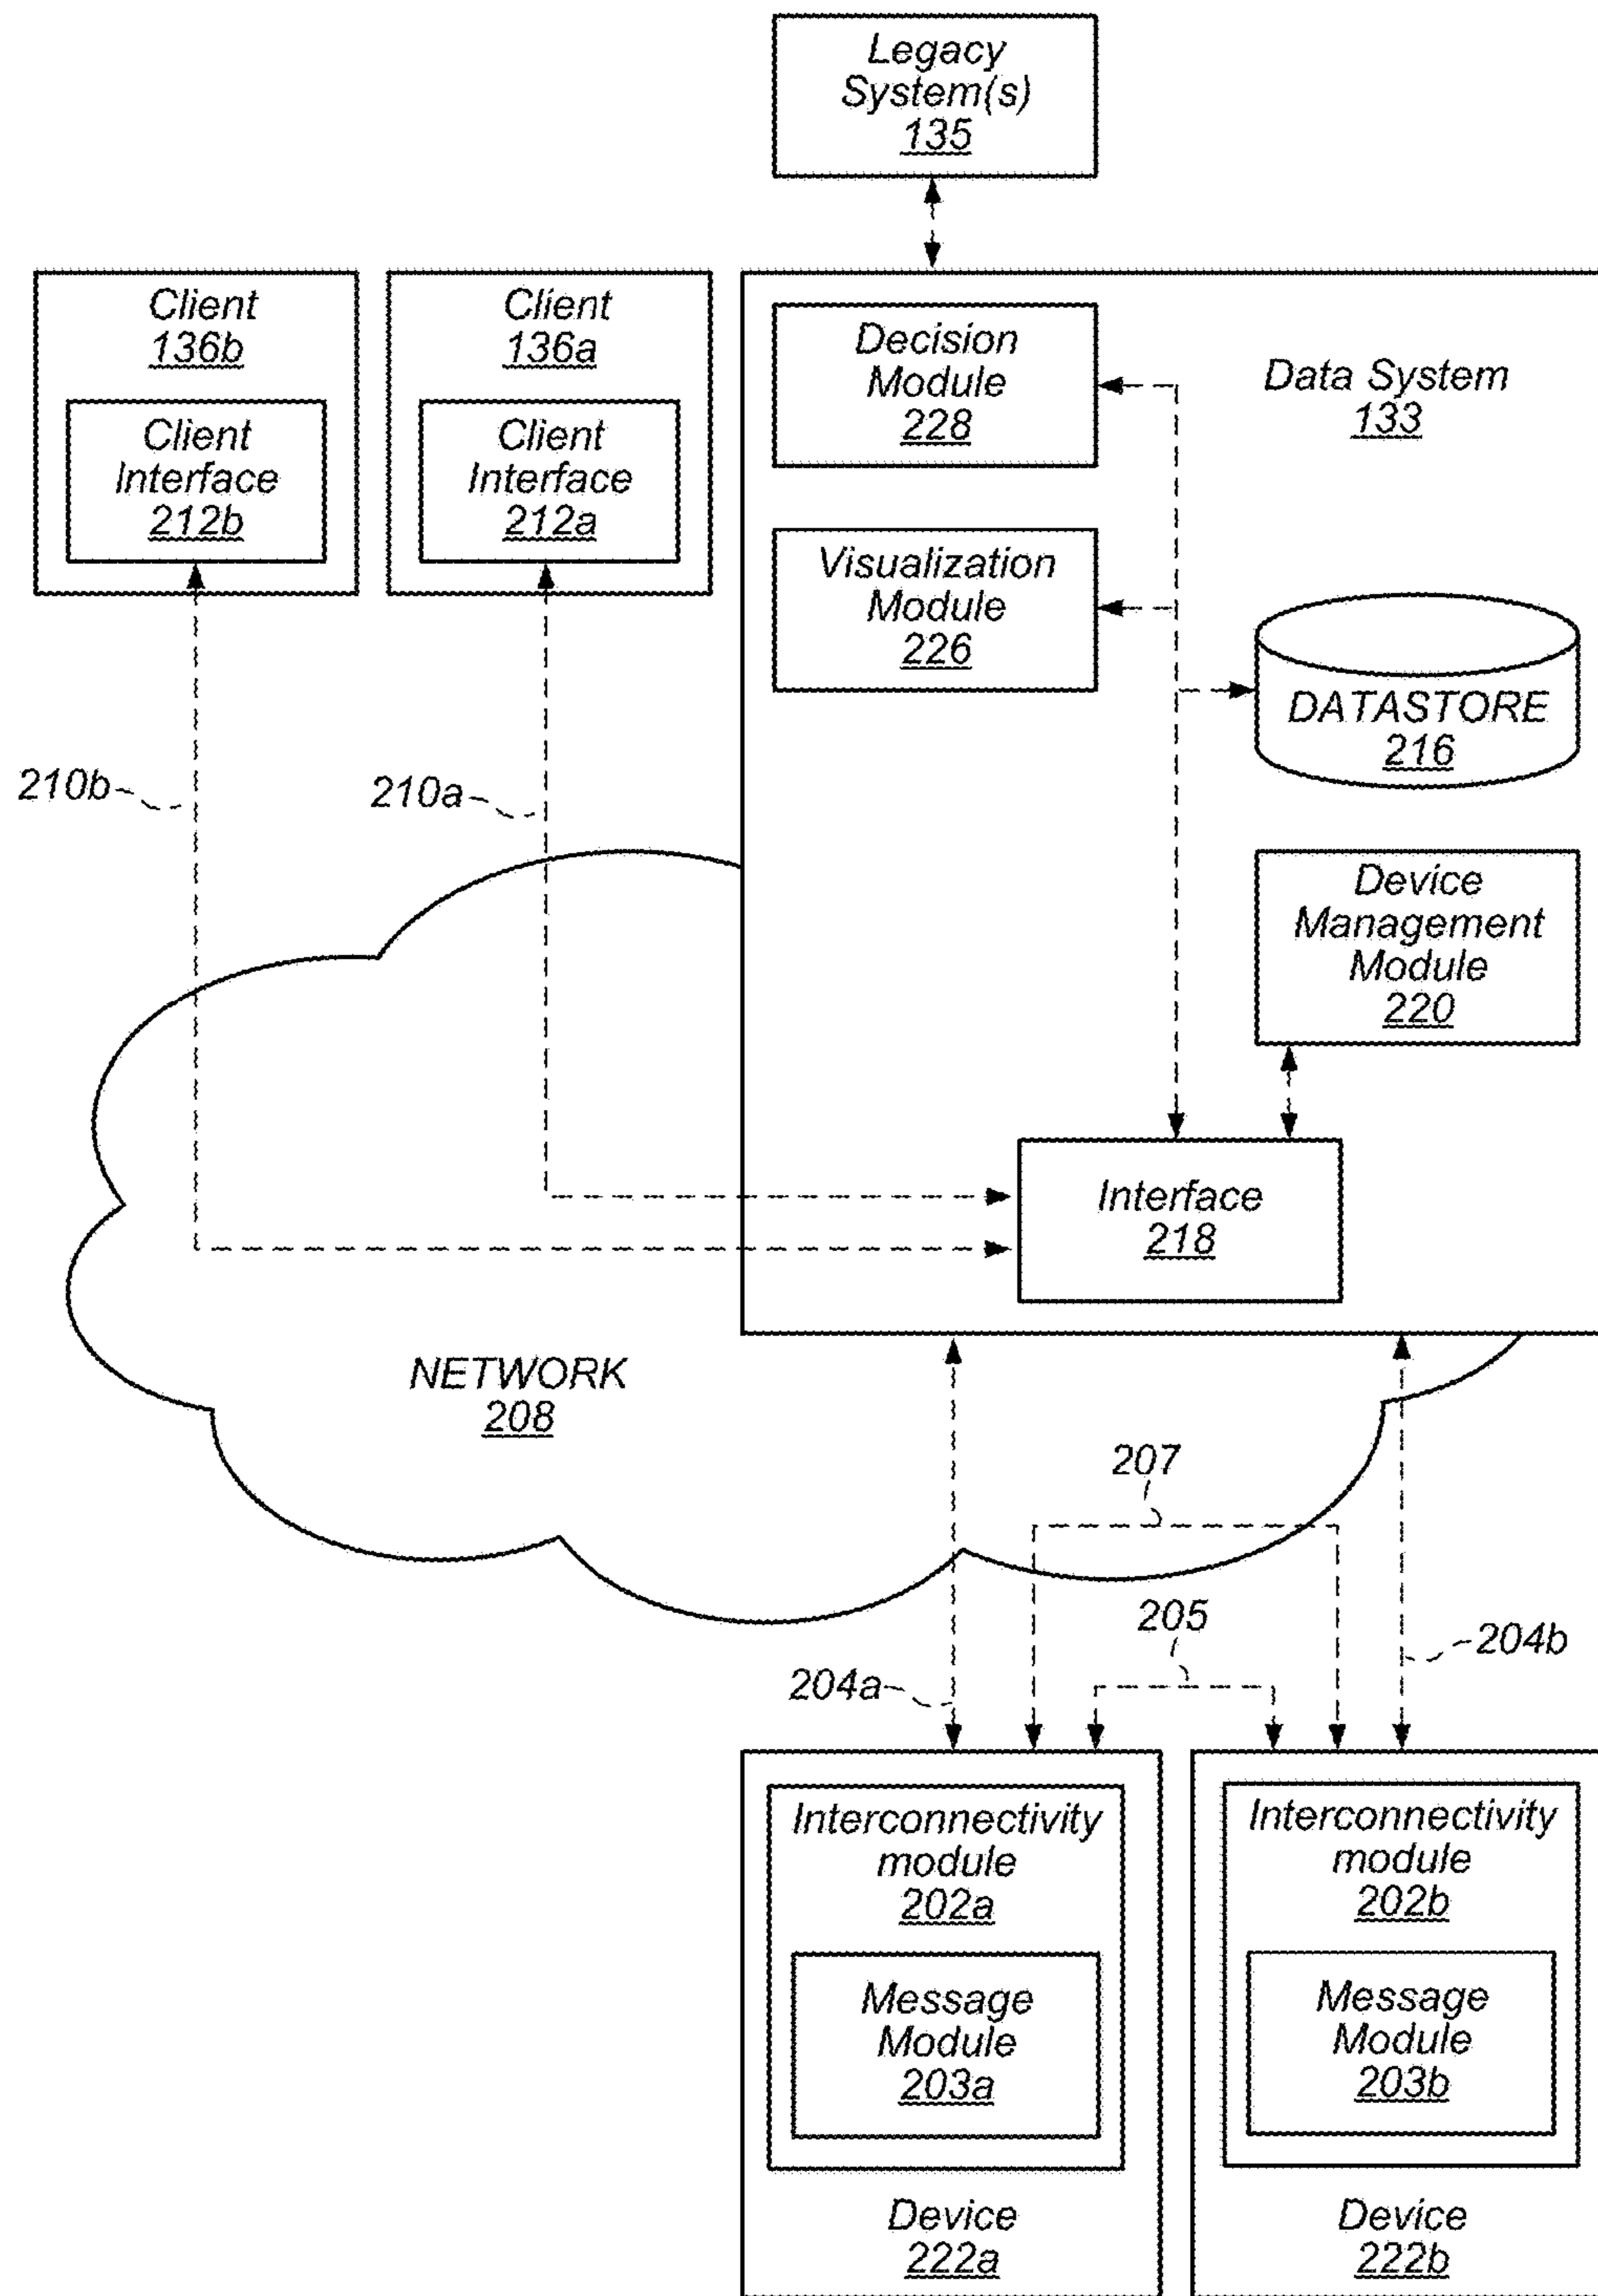 Legacy
System(s)
135
Client
136b
Client
Interface
212b
Client
136a
Client
Interface
212a
Decision
Module
228
Data System
133
Visualization
Module
226
DATASTORE
216
210b
210a
Device
Management
Module
220
Interface
218
NETWORK
208
207
205
204a
204b
Interconnectivity
module
202a
Message
Module
203a
Device
222a
Interconnectivity
module
202b
Message
Module
203b
Device
222b